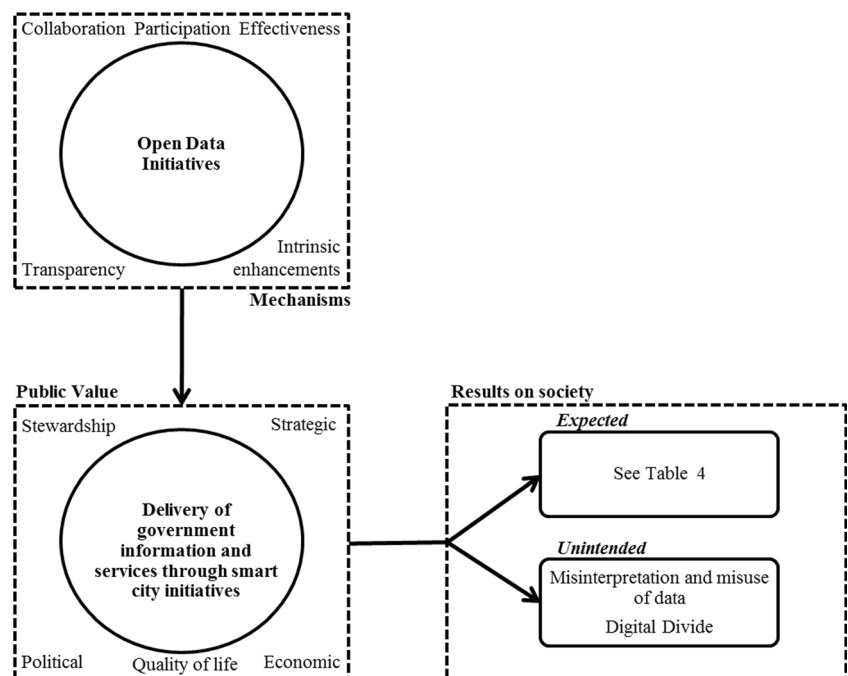 Collaboration Participation Effectiveness
Open Data
Initiatives
Intrinsic
Transparency enhancements
Mechanisms
Public Value
Stewardship Strategic
Delivery of
government
information and
services through smart
city initiatives
Political Quality of life Economic
Results on society
Expected
See Table 4
Unintended
Misinterpretation and misuse
of data
Digital Divide